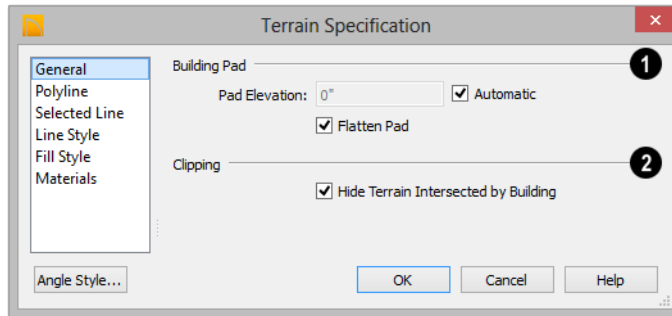 Terrain Specification
×
General
Polyline
Selected Line
Line Style
Fill Style
Materials
Building Pad
1
Pad Elevation: 0" Automatic
Flatten Pad
Clipping
2
Hide Terrain Intersected by Building
Angle Style... OK Cancel Help